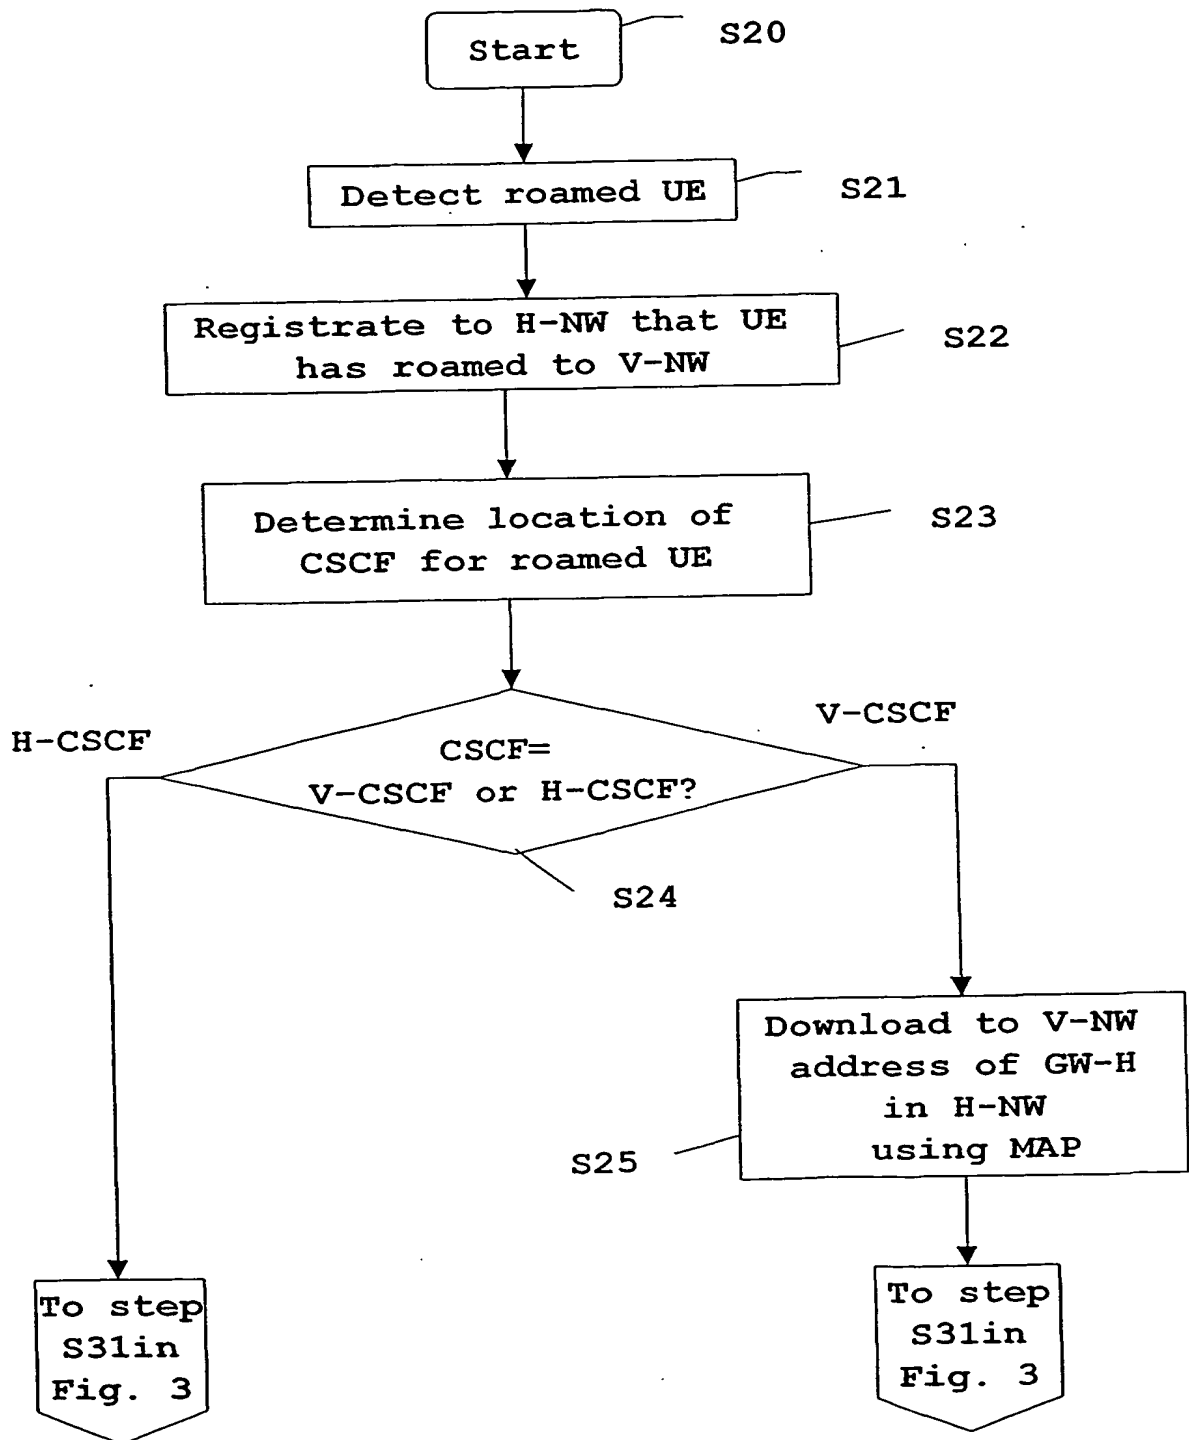 Start
S20
Detect roamed UE
S21
Registrate to H-NW that UE
has roamed to V-NW
S22
Determine location of
CSCF for roamed UE
S23
H-CSCF
V-CSCF
CSCF=
V-CSCF or H-CSCF?
S24
Download to V-NW
address of GW-H
in H-NW
using MAP
S25
To step
S31in
Fig. 3
To step
S31in
Fig. 3